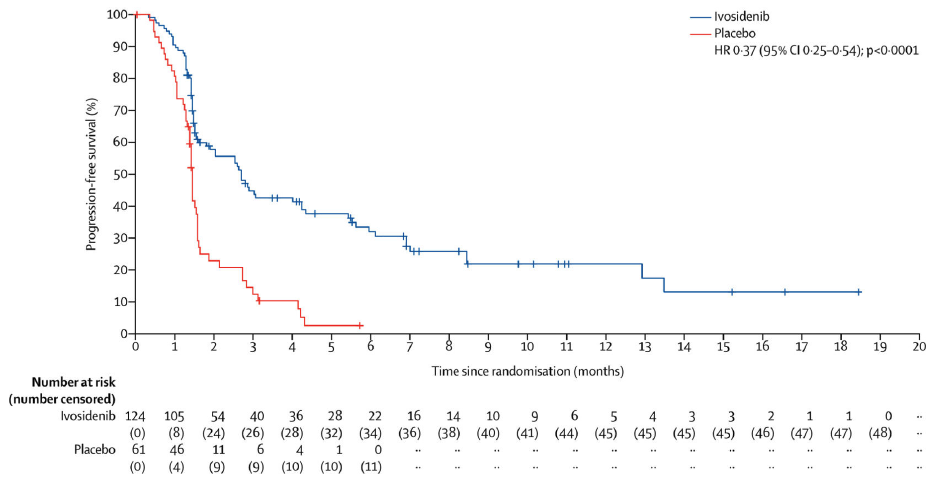 Ivosidenib
Placebo
HR 0·37 (95% CI 0·25–0·54); p<0·0001
Progression-free survival (%)
100
90
80
70
60
50
40
30
20
10
0
0 1 2 3 4 5 6 7 8 9 10 11 12 13 14 15 16 17 18 19 20
Time since randomisation (months)
Number at risk
(number censored)
Ivosidenib 124 105 54 40 36 28 22 16 14 10 9 6 5 4 3 3 2 1 1 0 ··
(0) (8) (24) (26) (28) (32) (34) (36) (38) (40) (41) (44) (45) (45) (45) (45) (46) (47) (47) (48) ··
Placebo 61 46 11 6 4 1 0 ·· ·· ·· ·· ·· ·· ·· ·· ·· ·· ·· ·· ·· ··
(0) (4) (9) (9) (10) (10) (11) ·· ·· ·· ·· ·· ·· ·· ·· ·· ·· ·· ·· ·· ··